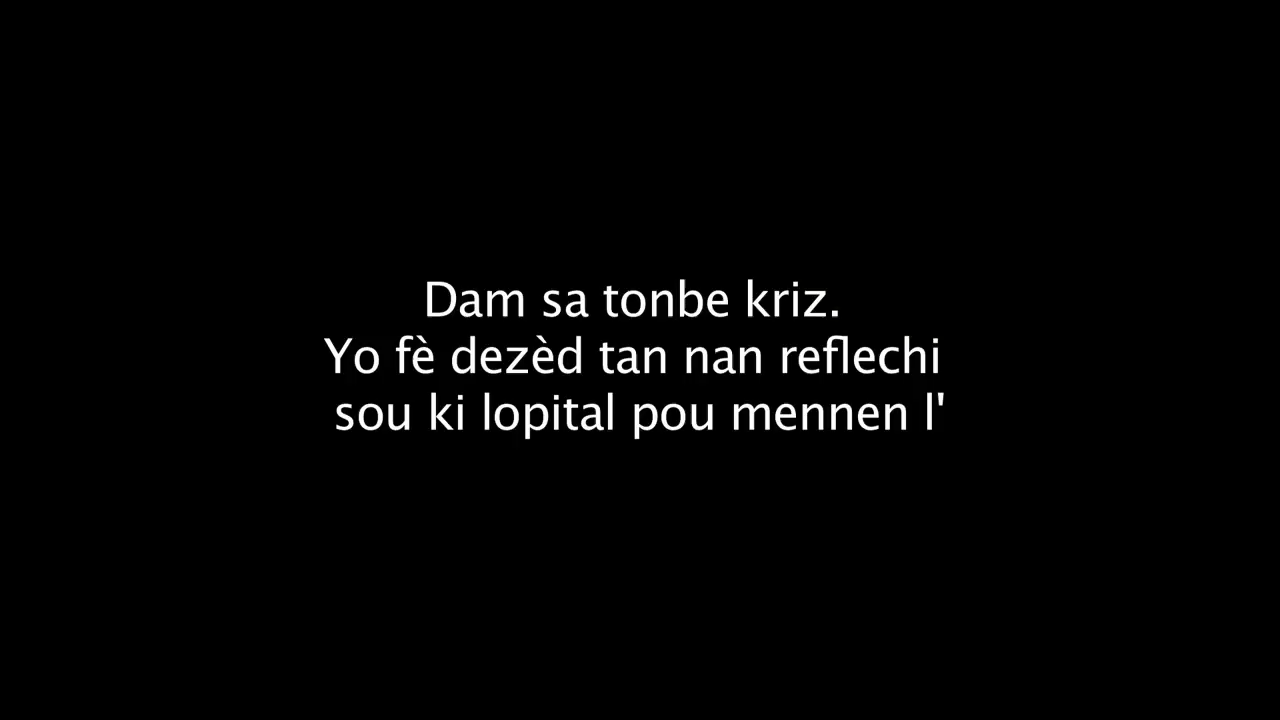 Dam sa tonbe kriz.
Yo fè dezèd tan nan reflechi
sou ki lopital pou mennen l'